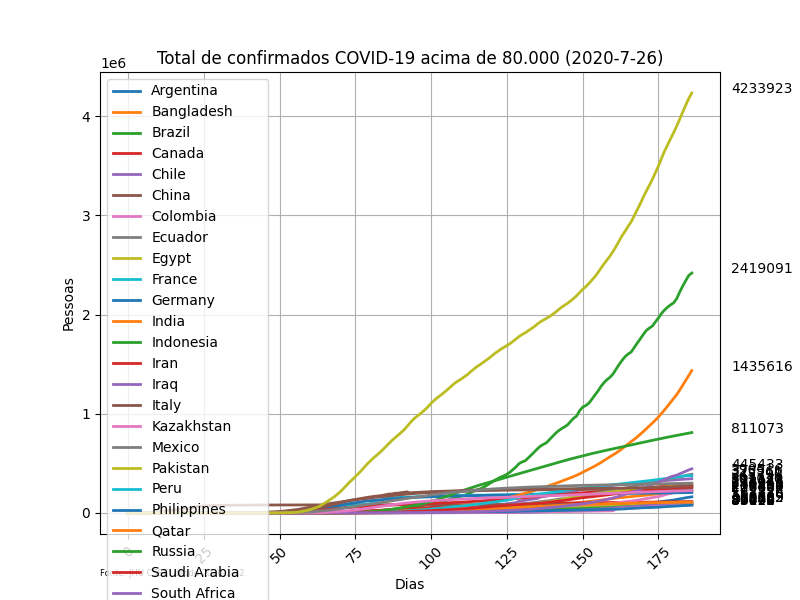 Total de confirmados COVID-19 acima de 80.000 (2020-7-26)
1e6
Pessoas
4
3
2
1
0
Argentina
Bangladesh
Brazil
Canada
Chile
China
Colombia
Ecuador
Egypt
France
Germany
India
Indonesia
Iran
Iraq
Italy
Kazakhstan
Mexico
Pakistan
Peru
Philippines
Qatar
Russia
Saudi Arabia
South Africa
4233923
2419091
1435616
811073
445433
0
25
50
75
100
125
150
175
Dias